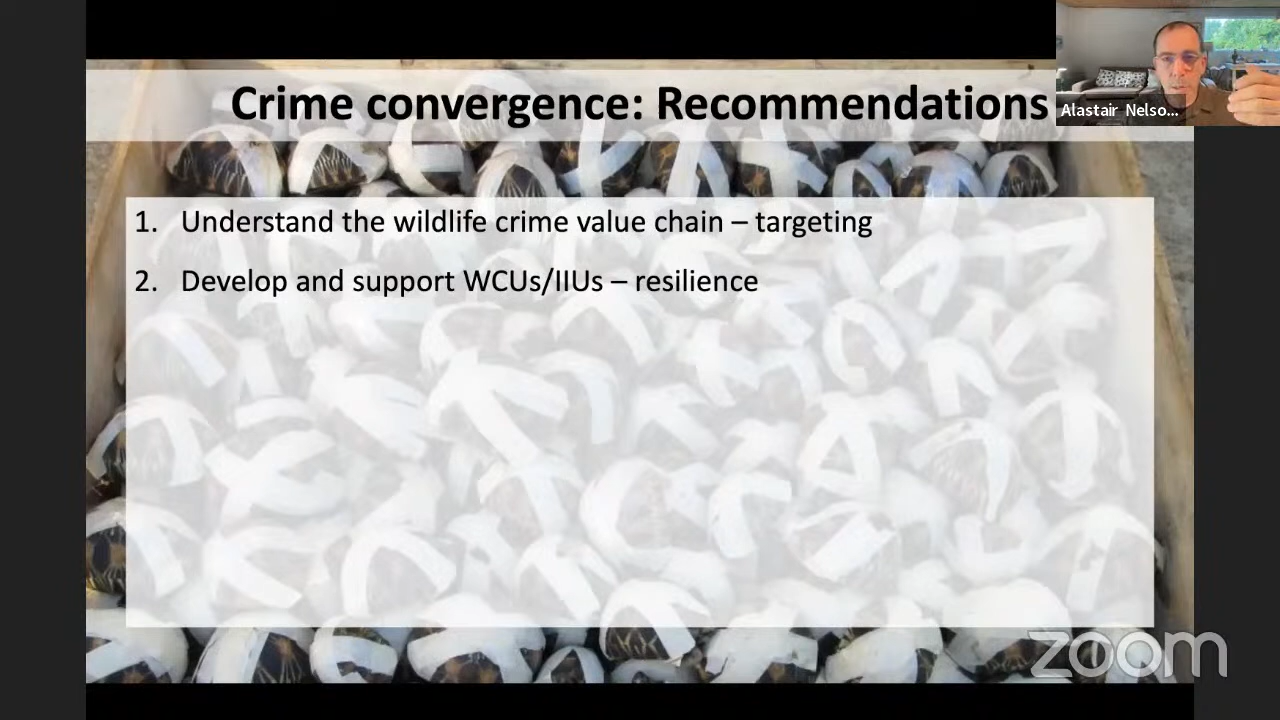 Crime convergence: Recommendations
Alastair Nelso...
1. Understand the wildlife crime value chain – targeting
2. Develop and support WCUs/IIUs – resilience
zoom